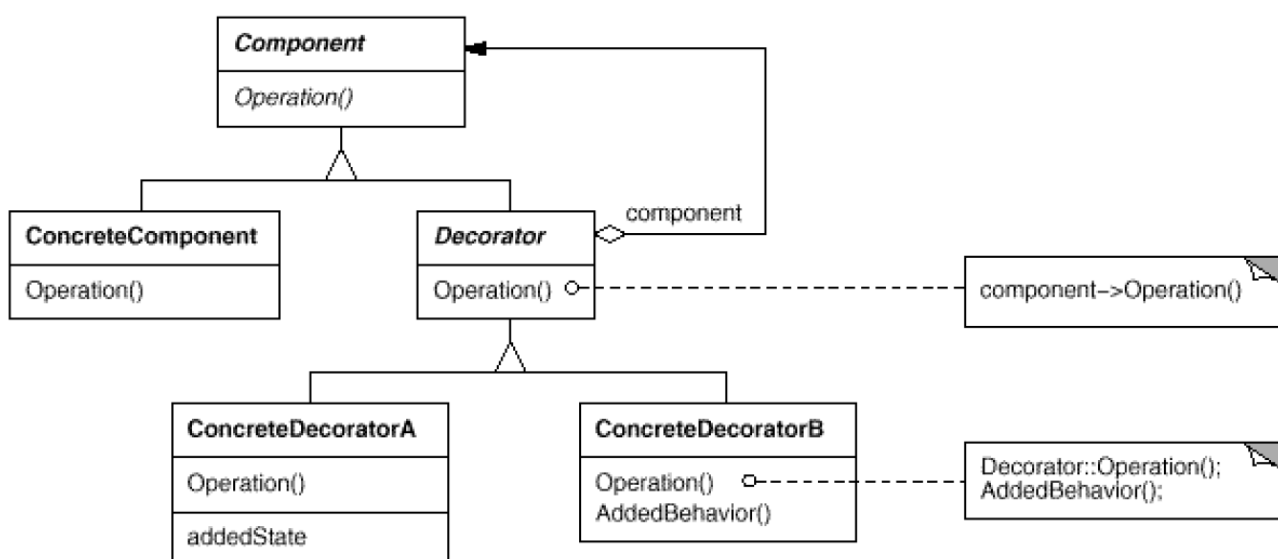 Component
Operation()
ConcreteComponent
Operation()
Decorator
Operation()
component
component->Operation()
ConcreteDecoratorA
Operation()
addedState
ConcreteDecoratorB
Operation()
AddedBehavior()
Decorator::Operation();
AddedBehavior();